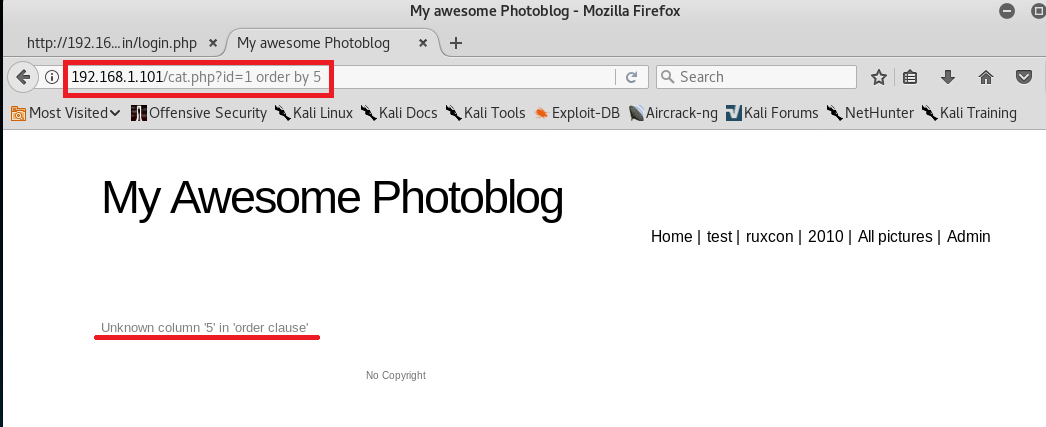 My awesome Photoblog - Mozilla Firefox
http://192.16...in/login.php × My awesome Photoblog × +
192.168.1.101/cat.php?id=1 order by 5 Search
Most Visited Offensive Security Kali Linux Kali Docs Kali Tools Exploit-DB Aircrack-ng Kali Forums NetHunter Kali Training
My Awesome Photoblog
Home | test | ruxcon | 2010 | All pictures | Admin
Unknown column '5' in 'order clause'
No Copyright